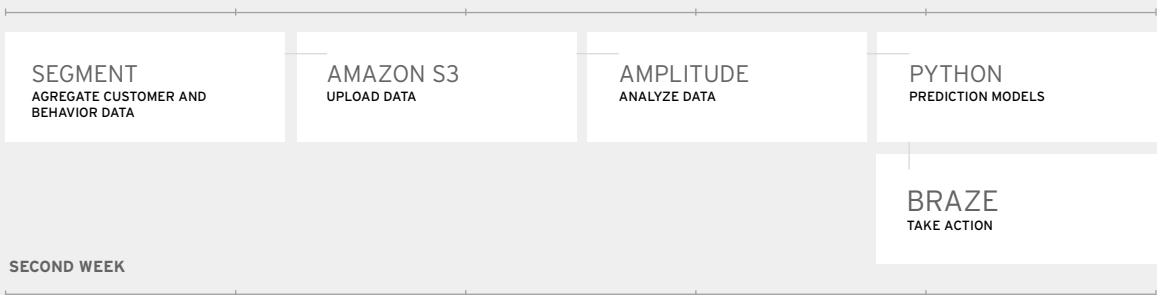 SEGMENT
AGREGATE CUSTOMER AND
BEHAVIOR DATA
AMAZON S3
UPLOAD DATA
AMPLITUDE
ANALYZE DATA
PYTHON
PREDICTION MODELS
BRAZE
TAKE ACTION
SECOND WEEK